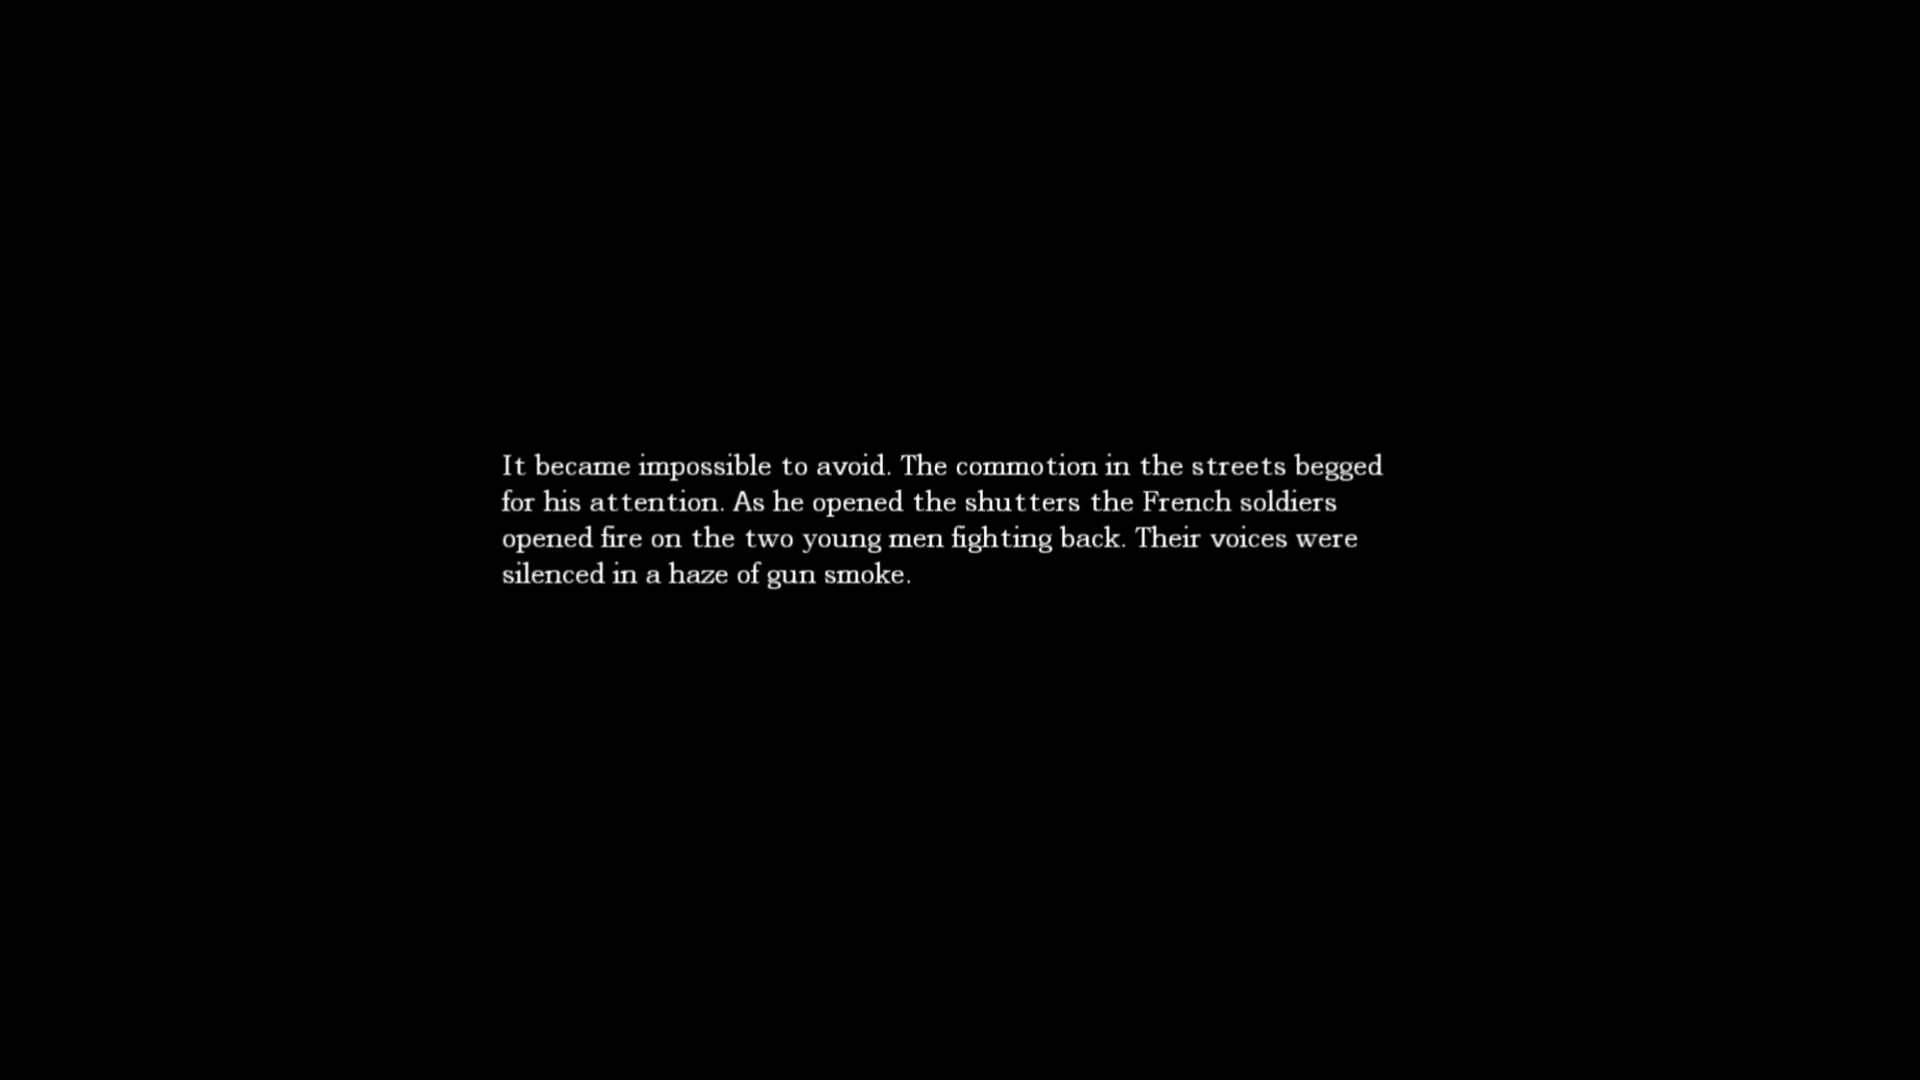 It became impossible to avoid. The commotion in the streets begged
for his attention. As he opened the shutters the French soldiers
opened fire on the two young men fighting back. Their voices were
silenced in a haze of gun smoke.